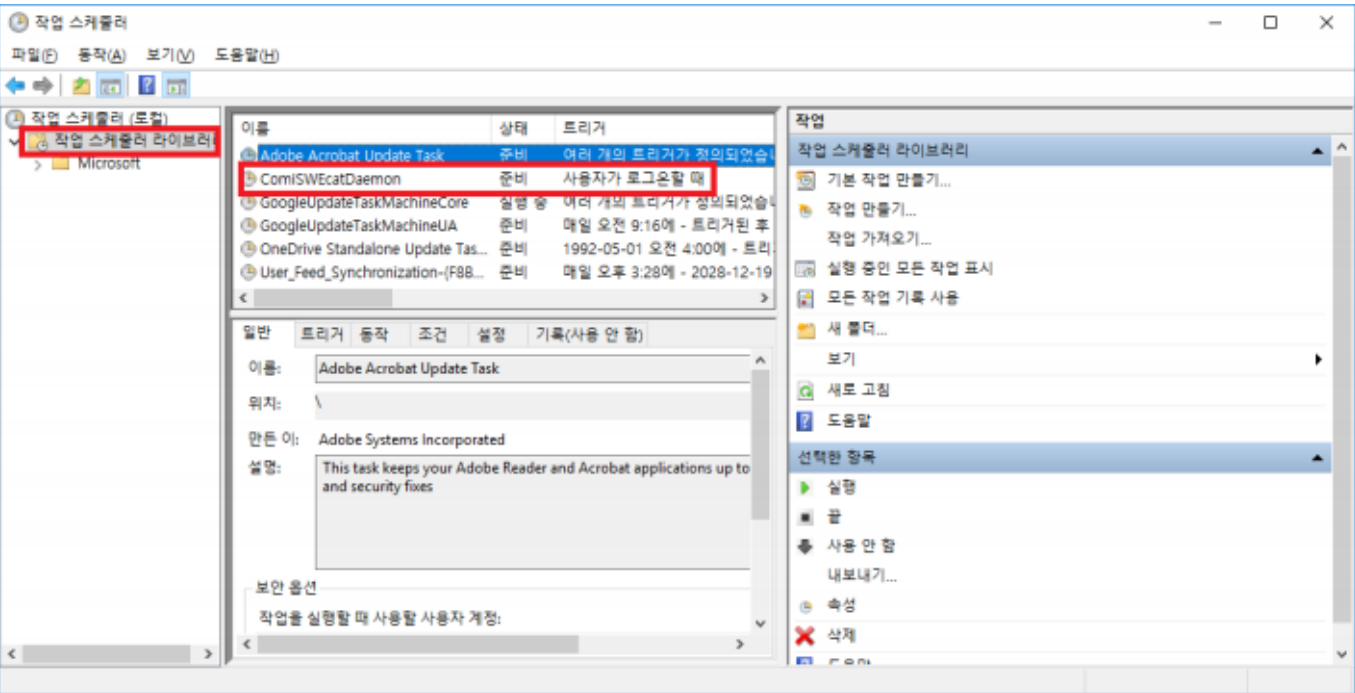 작업 스케줄러
파일(F) 동작(A) 보기(V) 도움말(H)
작업 스케줄러 (로컬)
작업 스케줄러 라이브러리
Microsoft
이름 상태 트리거
Adobe Acrobat Update Task 준비 여러 개의 트리거가 정의되었습니
ComiSWEcatDaemon 준비 사용자가 로그온할 때
GoogleUpdateTaskMachineCore 실행 중 여러 개의 트리거가 정의되었습니
GoogleUpdateTaskMachineUA 준비 매일 오전 9:16에 - 트리거된 후
OneDrive Standalone Update Tas... 준비 1992-05-01 오전 4:00에 - 트리
User_Feed_Synchronization-{F8B... 준비 매일 오후 3:28에 - 2028-12-19
일반 트리거 동작 조건 설정 기록(사용 안 함)
이름: Adobe Acrobat Update Task
위치: \
만든 이: Adobe Systems Incorporated
설명: This task keeps your Adobe Reader and Acrobat applications up to
and security fixes
보안 옵션
작업을 실행할 때 사용할 사용자 계정:
작업
작업 스케줄러 라이브러리
기본 작업 만들기...
작업 만들기...
작업 가져오기...
실행 중인 모든 작업 표시
모든 작업 기록 사용
새 폴더...
보기
새로 고침
도움말
선택한 항목
실행
끝
사용 안 함
내보내기...
속성
삭제